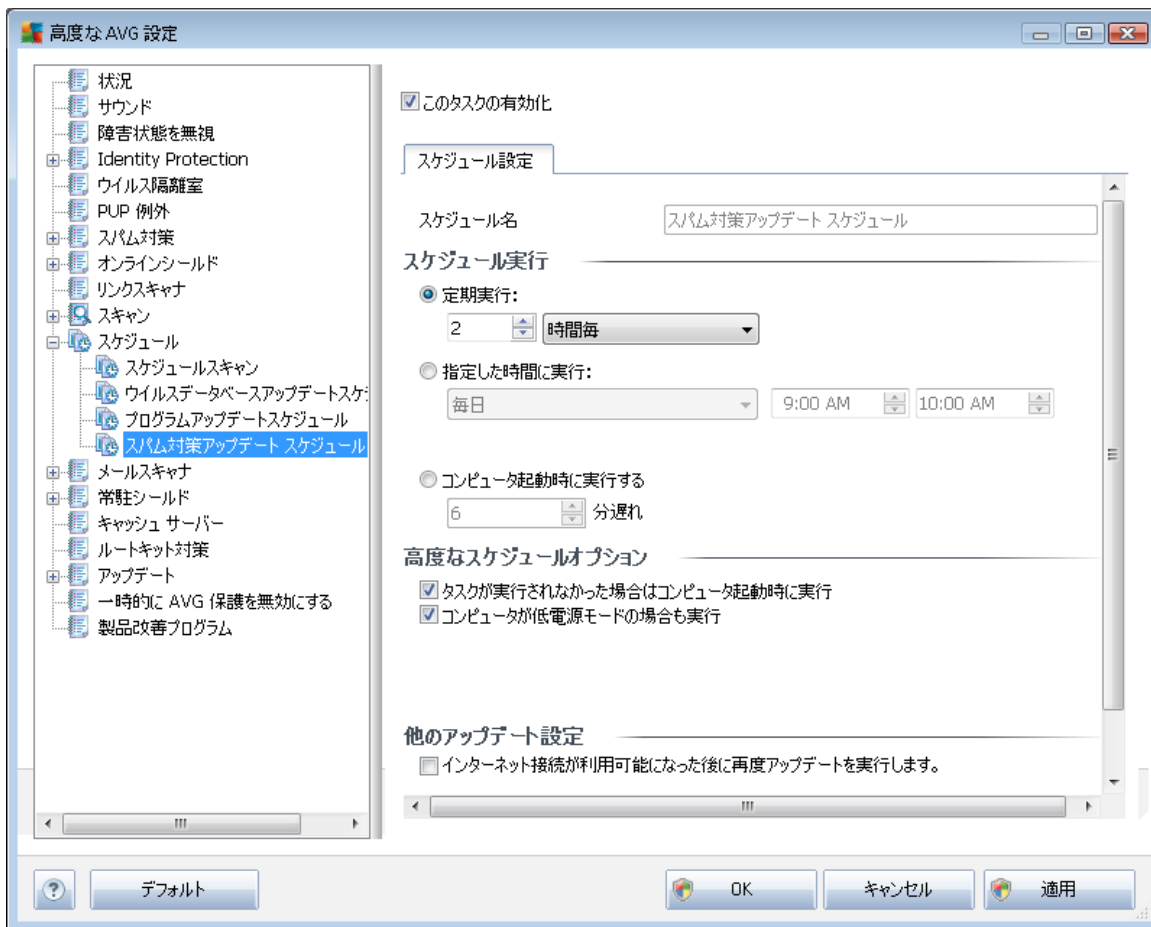 高度な AVG 設定
状況
サウンド
障害状態を無視
Identity Protection
ウイルス隔離室
PUP 例外
スパム対策
オンラインシールド
リンクスキャナ
スキャン
スケジュール
スケジュールスキャン
ウイルスデータベースアップデートスケ
プログラムアップデートスケジュール
スパム対策アップデート スケジュール
メールスキャナ
常駐シールド
キャッシュ サーバー
ルートキット対策
アップデート
一時的に AVG 保護を無効にする
製品改善プログラム
このタスクの有効化
スケジュール設定
スケジュール名 スパム対策アップデート スケジュール
スケジュール実行
定期実行:
2 時間毎
指定した時間に実行:
毎日 9:00 AM 10:00 AM
コンピュータ起動時に実行する
6 分遅れ
高度なスケジュールオプション
タスクが実行されなかった場合はコンピュータ起動時に実行
コンピュータが低電源モードの場合も実行
他のアップデート設定
インターネット接続が利用可能になった後に再度アップデートを実行します。
? デフォルト OK キャンセル 適用